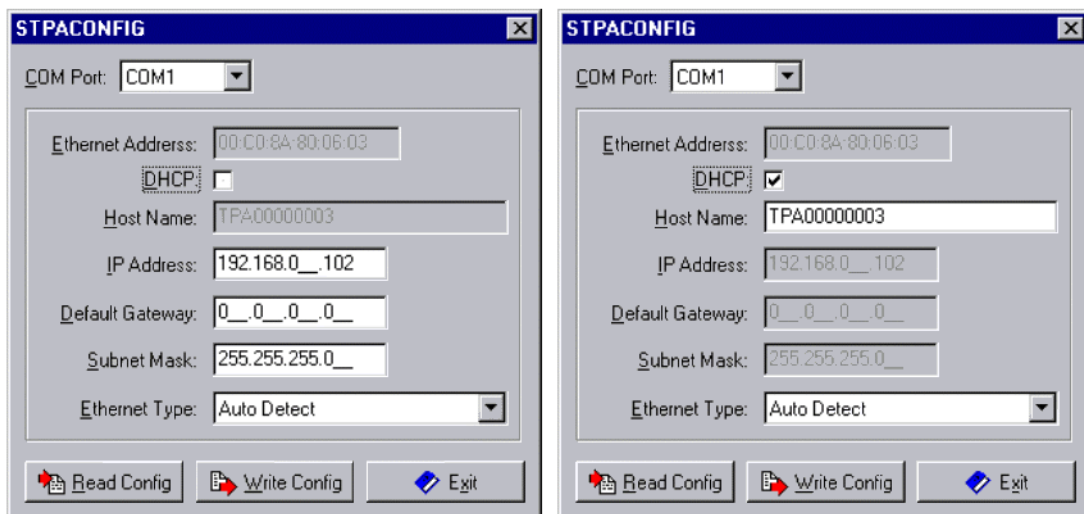 STPACONFIG
COM Port: COM1
Ethernet Addrerss: 00:C0:8A:80:06:03
DHCP:
Host Name: TPA00000003
IP Address: 192.168.0__.102
Default Gateway: 0__.0__.0__.0__
Subnet Mask: 255.255.255.0__
Ethernet Type: Auto Detect
Read Config Write Config Exit
STPACONFIG
COM Port: COM1
Ethernet Addrerss: 00:C0:8A:80:06:03
DHCP:
Host Name: TPA00000003
IP Address: 192.168.0__.102
Default Gateway: 0__.0__.0__.0__
Subnet Mask: 255.255.255.0__
Ethernet Type: Auto Detect
Read Config Write Config Exit